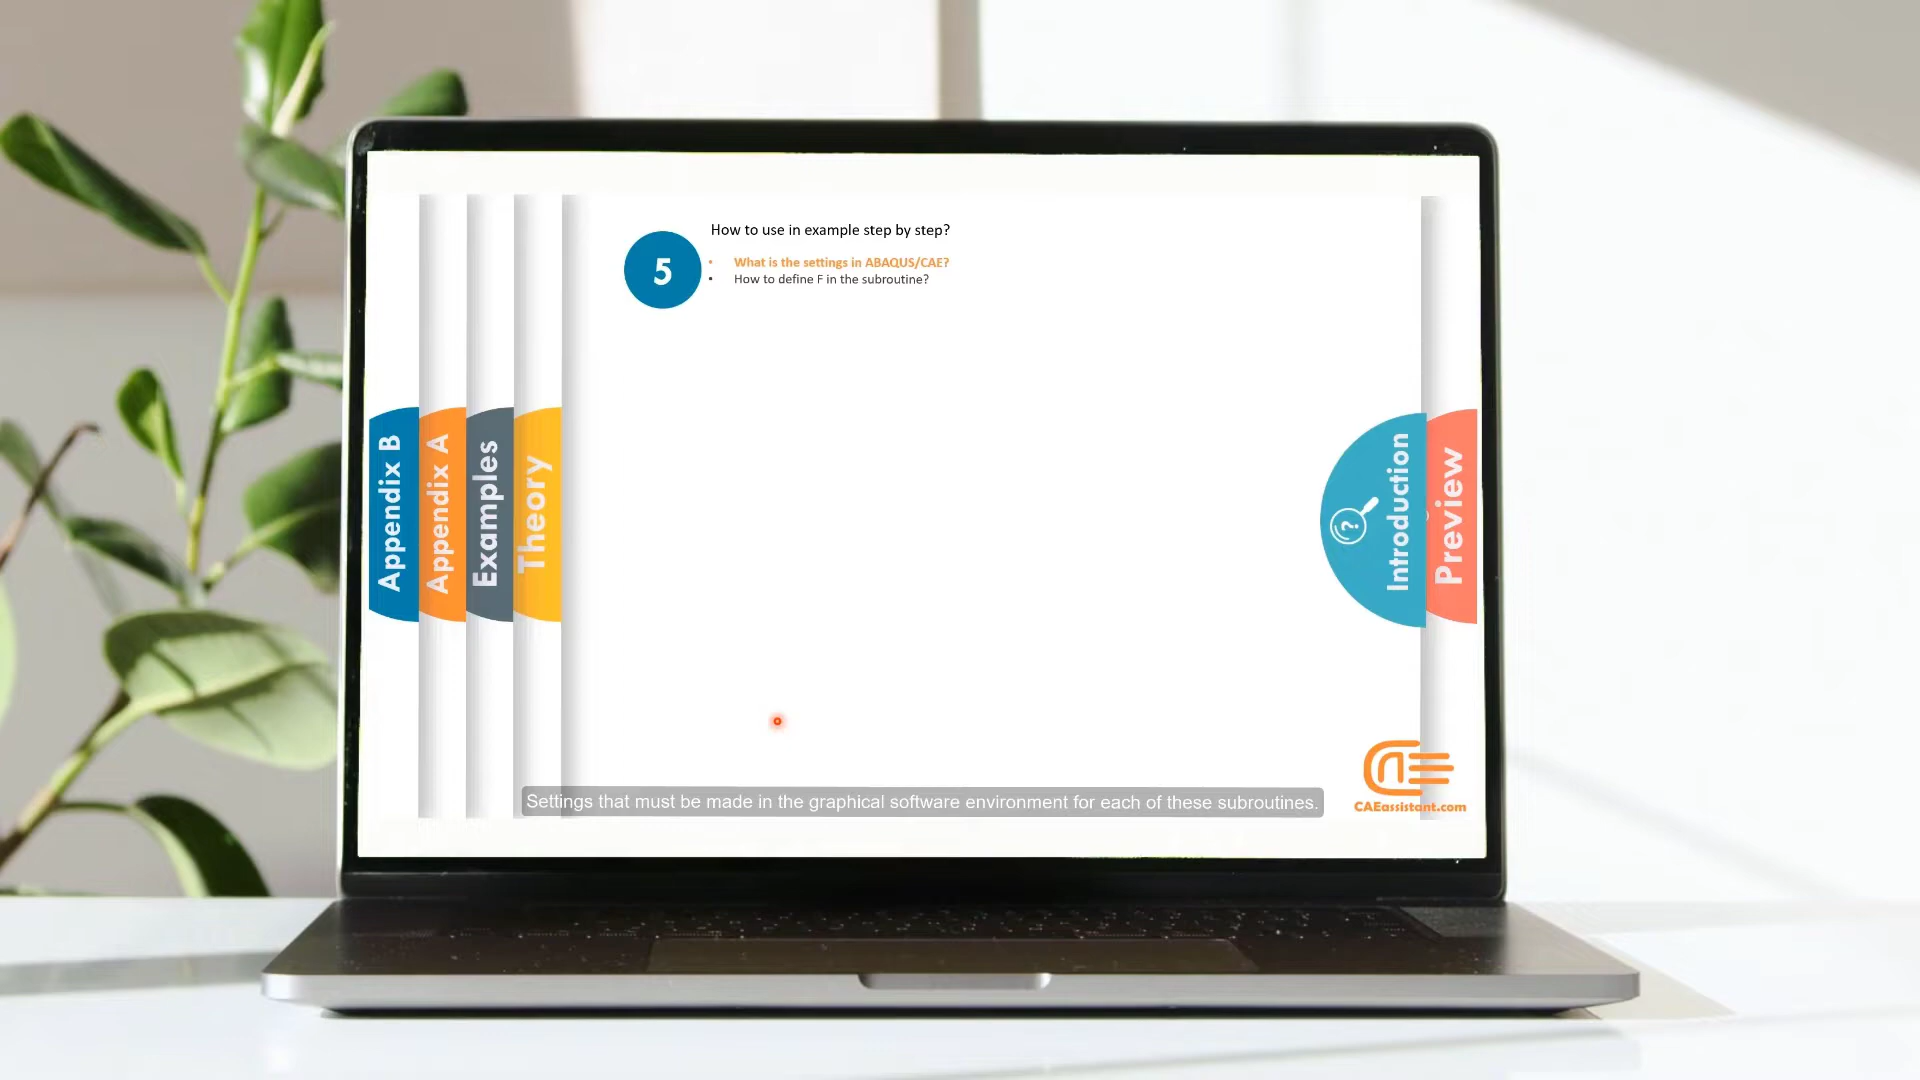 How to use in example step by step?
5
• What is the settings in ABAQUS/CAE?
• How to define F in the subroutine?
Appendix B
Appendix A
Examples
Theory
?
Introduction
Preview
CAEassistant.com
Settings that must be made in the graphical software environment for each of these subroutines.